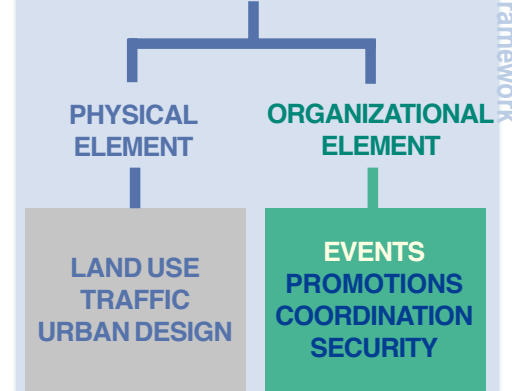 ramework
PHYSICAL
ELEMENT
ORGANIZATIONAL
ELEMENT
LAND USE
TRAFFIC
URBAN DESIGN
EVENTS
PROMOTIONS
COORDINATION
SECURITY